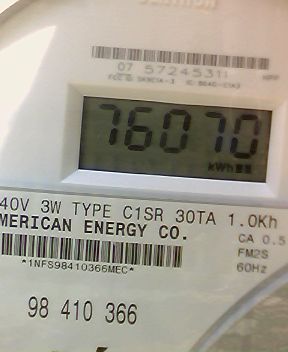 07 57245311
76070
kWh
40V 3W TYPE C1SR 30TA 1.0Kh
MERICAN ENERGY CO.
CA 0.5
FM2S
60Hz
*1NFS98410366MEC*
98 410 366